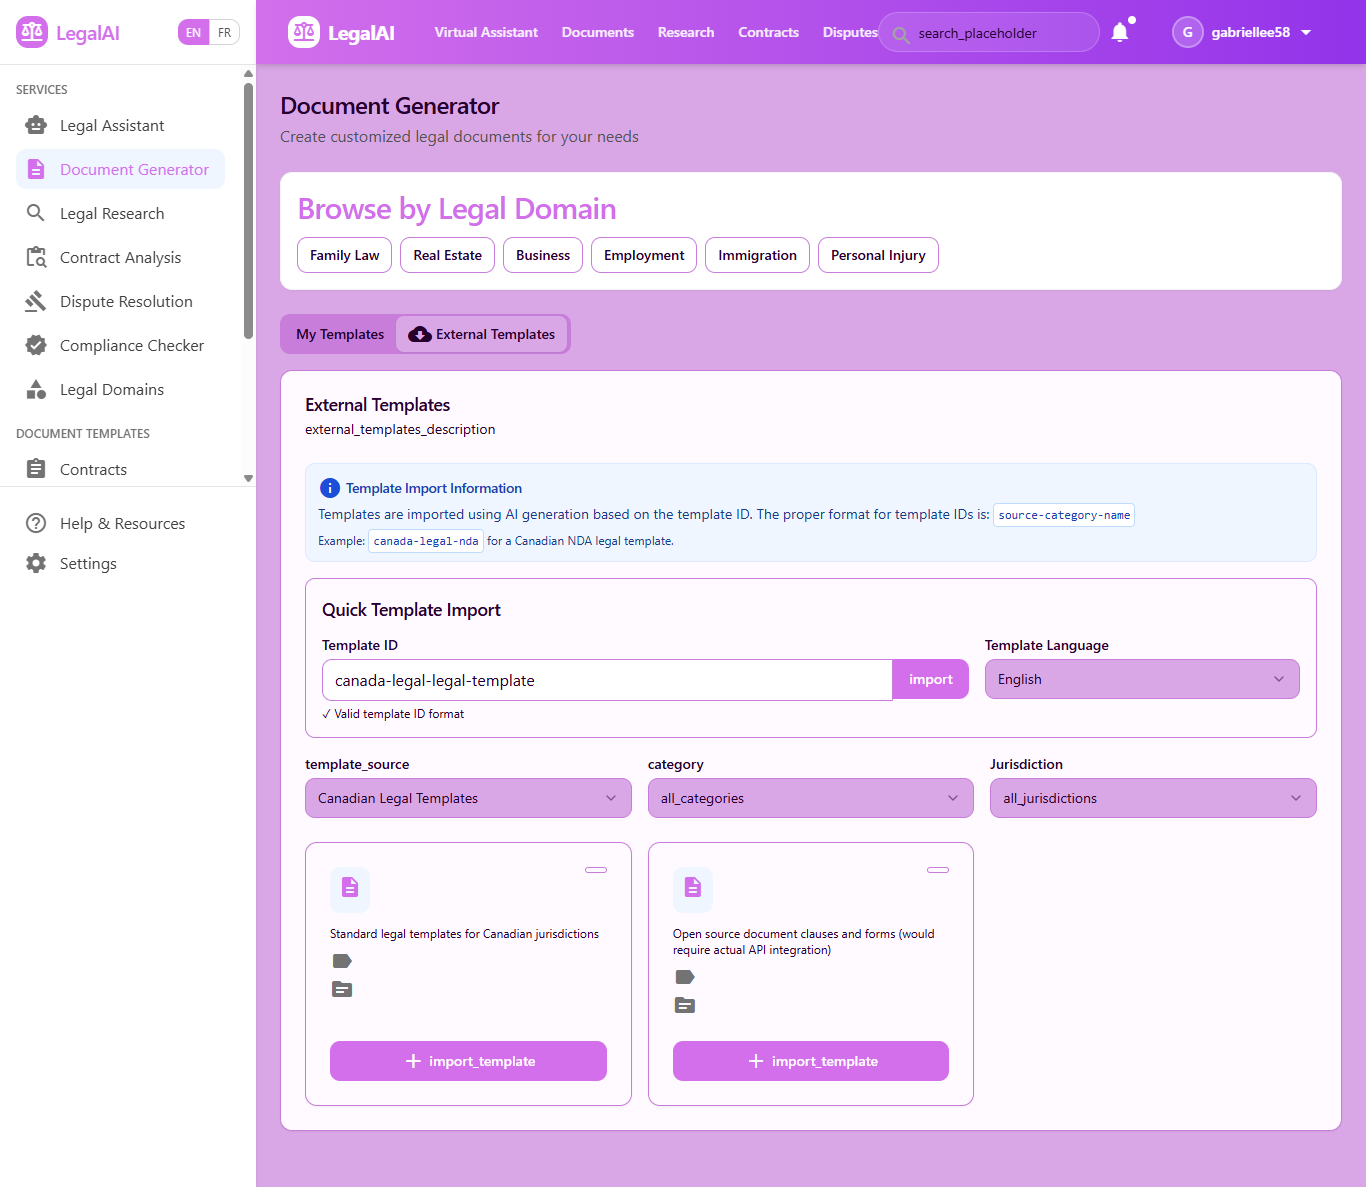 LegalAI
EN FR
LegalAI
Virtual Assistant
Documents
Research
Contracts
Disputes
search_placeholder
G gabriellee58
SERVICES
Legal Assistant
Document Generator
Legal Research
Contract Analysis
Dispute Resolution
Compliance Checker
Legal Domains
DOCUMENT TEMPLATES
Contracts
Help & Resources
Settings
Document Generator
Create customized legal documents for your needs
Browse by Legal Domain
Family Law
Real Estate
Business
Employment
Immigration
Personal Injury
My Templates
External Templates
External Templates
external_templates_description
Template Import Information
Templates are imported using AI generation based on the template ID. The proper format for template IDs is: source-category-name
Example: canada-legal-nda for a Canadian NDA legal template.
Quick Template Import
Template ID
canada-legal-legal-template
import
✓ Valid template ID format
Template Language
English
template_source
Canadian Legal Templates
category
all_categories
Jurisdiction
all_jurisdictions
Standard legal templates for Canadian jurisdictions
+ import_template
Open source document clauses and forms (would
require actual API integration)
+ import_template